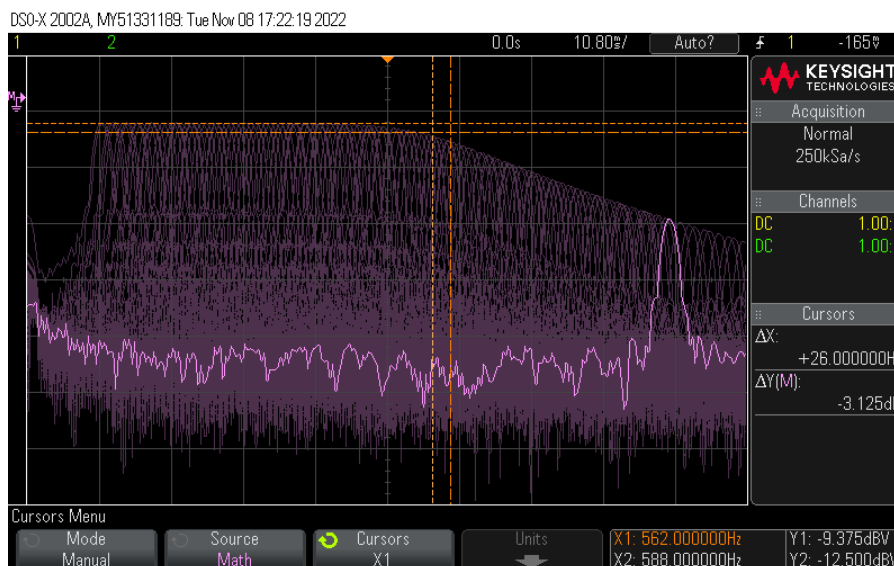 DSO-X 2002A, MY51331189: Tue Nov 08 17:22:19 2022
1 2 0.0s 10.80ms/ Auto? 1 -165mV
M
KEYSIGHT
TECHNOLOGIES
Acquisition
Normal
250kSa/s
Channels
DC 1.00:
DC 1.00:
Cursors
ΔX:
+26.000000H
ΔY(M):
-3.125d
Cursors Menu
Mode
Manual
Source
Math
Cursors
X1
Units
X1: 562.000000Hz
X2: 588.000000Hz
Y1: -9.375dBV
Y2: -12.500dBV